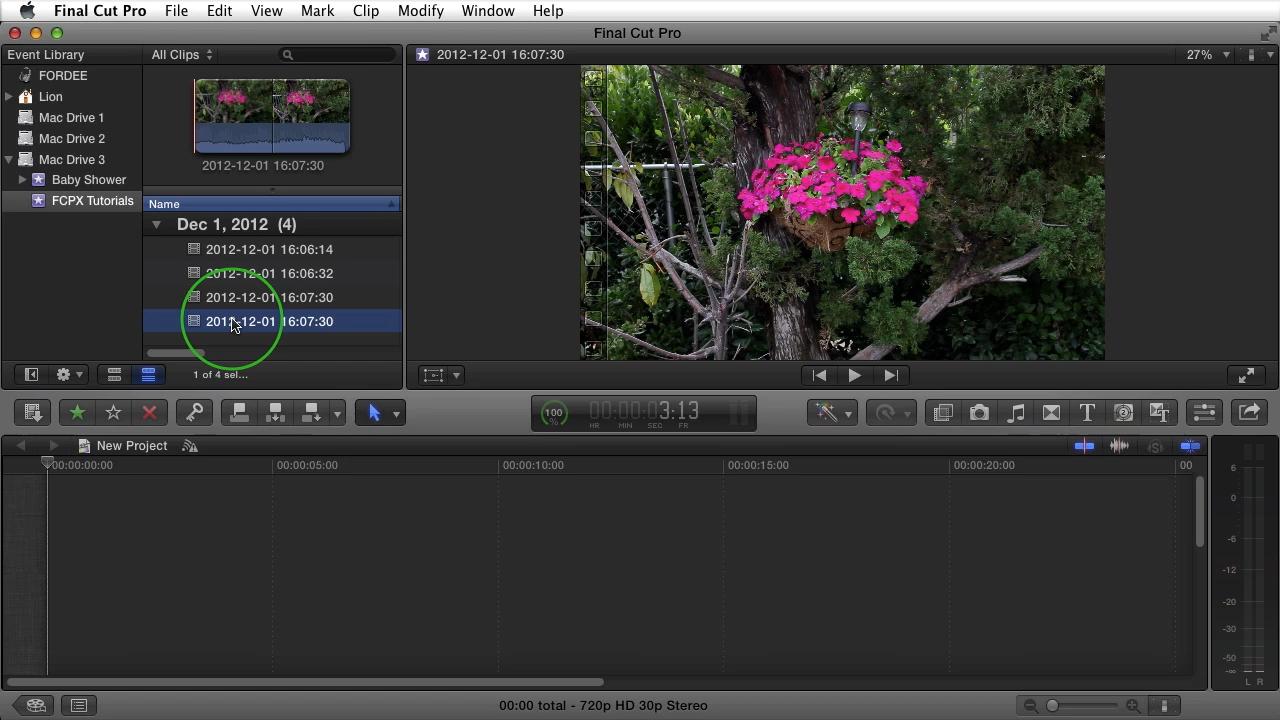 Final Cut Pro File Edit View Mark Clip Modify Window Help
Final Cut Pro
Event Library
All Clips
2012-12-01 16:07:30
27%
FORDEE
Lion
Mac Drive 1
Mac Drive 2
Mac Drive 3
Baby Shower
FCPX Tutorials
2012-12-01 16:07:30
Name
Dec 1, 2012 (4)
2012-12-01 16:06:14
2012-12-01 16:06:32
2012-12-01 16:07:30
2012-12-01 16:07:30
1 of 4 sel...
100 %
00:00:03:13
HR MIN SEC FR
New Project
00:00:00:00 00:00:05:00 00:00:10:00 00:00:15:00 00:00:20:00 00
6
0
-6
-12
-20
-30
-50
-∞
L R
00:00 total - 720p HD 30p Stereo